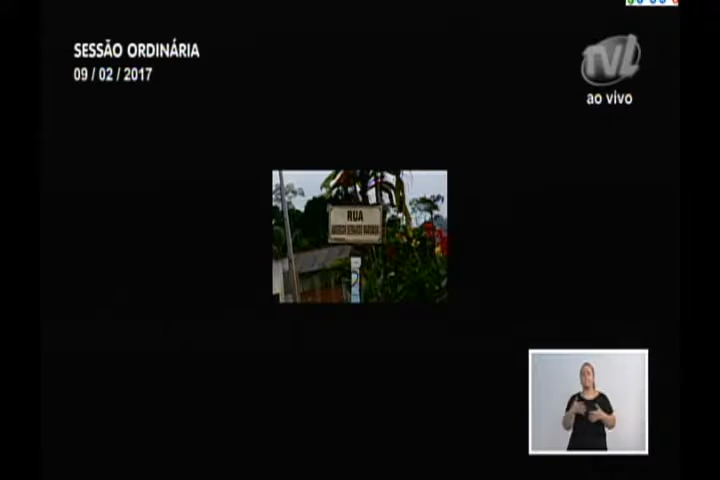 SESSÃO ORDINÁRIA
09 / 02 / 2017
TVL
ao vivo
RUA